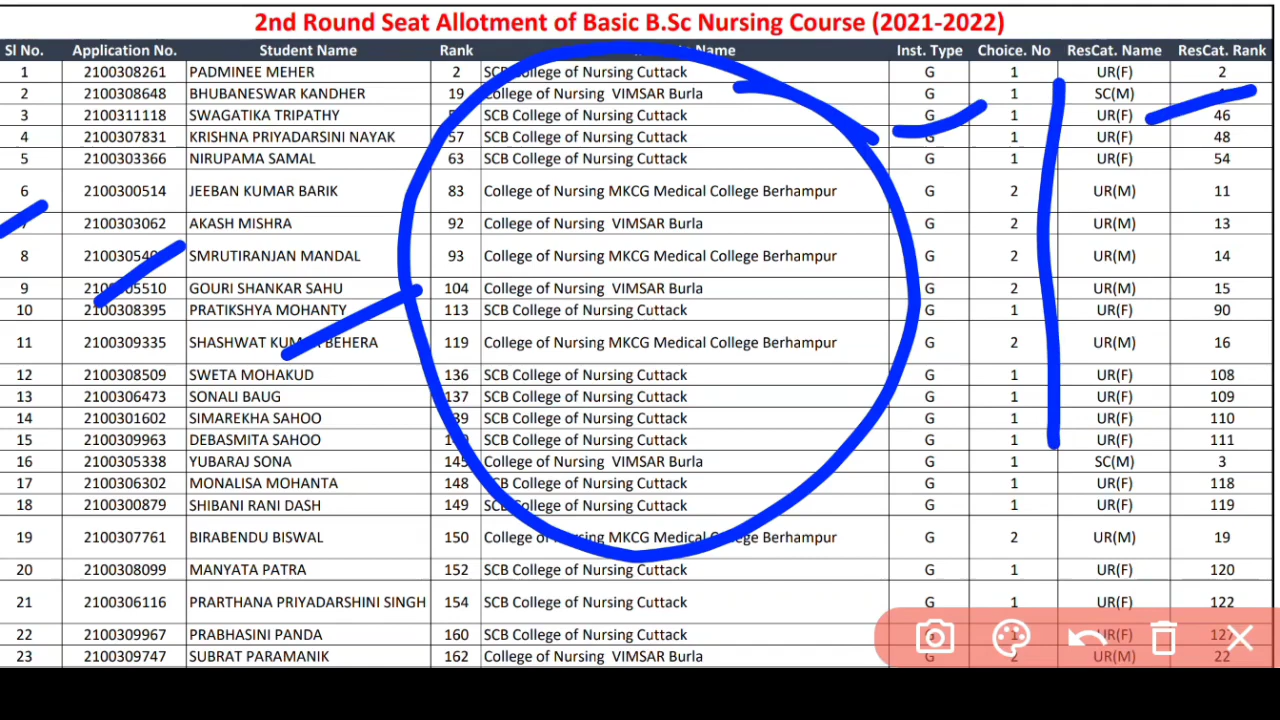 2nd Round Seat Allotment of Basic B.Sc Nursing Course (2021-2022)
Sl No. Application No. Student Name Rank Name Inst. Type Choice. No ResCat. Name ResCat. Rank
1 2100308261 PADMINEE MEHER 2 SCB College of Nursing Cuttack G 1 UR(F) 2
2 2100308648 BHUBANESWAR KANDHER 19 College of Nursing VIMSAR Burla G 1 SC(M)
3 2100311118 SWAGATIKA TRIPATHY SCB College of Nursing Cuttack G 1 UR(F) 46
4 2100307831 KRISHNA PRIYADARSINI NAYAK 57 SCB College of Nursing Cuttack G 1 UR(F) 48
5 2100303366 NIRUPAMA SAMAL 63 SCB College of Nursing Cuttack G 1 UR(F) 54
6 2100300514 JEEBAN KUMAR BARIK 83 College of Nursing MKCG Medical College Berhampur G 2 UR(M) 11
7 2100303062 AKASH MISHRA 92 College of Nursing VIMSAR Burla G 2 UR(M) 13
8 SMRUTIRANJAN MANDAL 93 College of Nursing MKCG Medical College Berhampur G 2 UR(M) 14
9 GOURI SHANKAR SAHU 104 College of Nursing VIMSAR Burla G 2 UR(M) 15
10 2100308395 PRATIKSHYA MOHANTY 113 SCB College of Nursing Cuttack G 1 UR(F) 90
11 2100309335 SHASHWAT KUMAR BEHERA 119 College of Nursing MKCG Medical College Berhampur G 2 UR(M) 16
12 2100308509 SWETA MOHAKUD 136 SCB College of Nursing Cuttack G 1 UR(F) 108
13 2100306473 SONALI BAUG 137 SCB College of Nursing Cuttack G 1 UR(F) 109
14 2100301602 SIMAREKHA SAHOO 139 SCB College of Nursing Cuttack G 1 UR(F) 110
15 2100309963 DEBASMITA SAHOO SCB College of Nursing Cuttack G 1 UR(F) 111
16 2100305338 YUBARAJ SONA 145 College of Nursing VIMSAR Burla G 1 SC(M) 3
17 2100306302 MONALISA MOHANTA 148 SCB College of Nursing Cuttack G 1 UR(F) 118
18 2100300879 SHIBANI RANI DASH 149 SCB College of Nursing Cuttack G 1 UR(F) 119
19 2100307761 BIRABENDU BISWAL 150 College of Nursing MKCG Medical College Berhampur G 2 UR(M) 19
20 2100308099 MANYATA PATRA 152 SCB College of Nursing Cuttack G 1 UR(F) 120
21 2100306116 PRARTHANA PRIYADARSHINI SINGH 154 SCB College of Nursing Cuttack G 1 UR(F) 122
22 2100309967 PRABHASINI PANDA 160 SCB College of Nursing Cuttack G 1 UR(F) 127
23 2100309747 SUBRAT PARAMANIK 162 College of Nursing VIMSAR Burla G 2 UR(M) 22